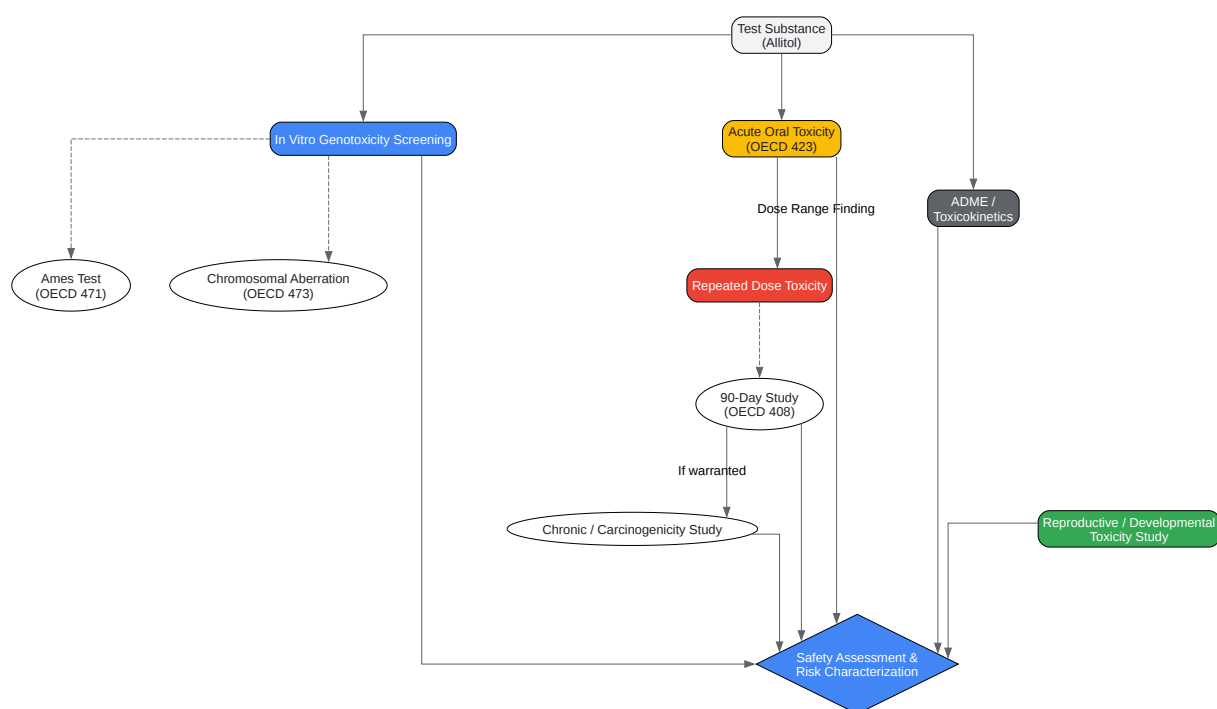 Test Substance
(Allitol)
In Vitro Genotoxicity Screening
Acute Oral Toxicity
(OECD 423)
ADME /
Toxicokinetics
Dose Range Finding
Ames Test
(OECD 471)
Chromosomal Aberration
(OECD 473)
Repeated Dose Toxicity
90-Day Study
(OECD 408)
If warranted
Chronic / Carcinogenicity Study
Reproductive / Developmental
Toxicity Study
Safety Assessment &
Risk Characterization